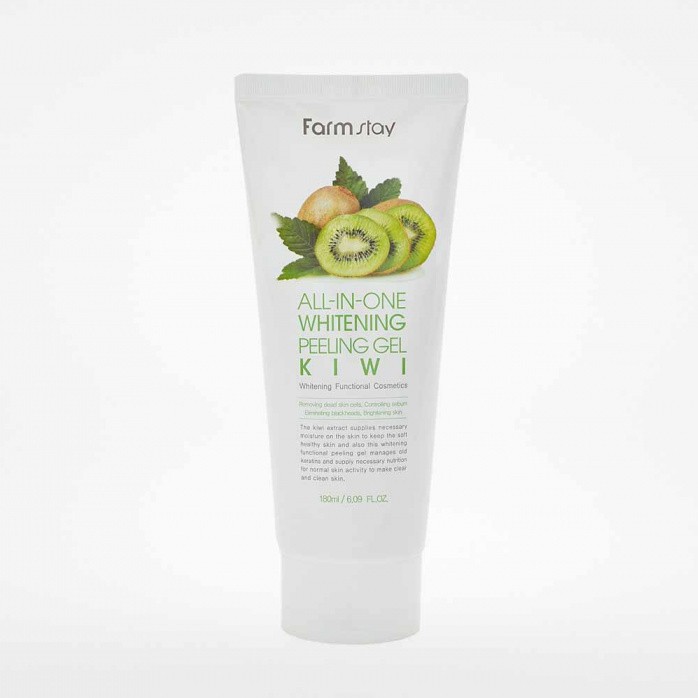 Farmstay
ALL-IN-ONE
WHITENING
PEELING GEL
KIWI
Whitening Functional Cosmetics
Removing dead skin cells, Controlling sebum
Eliminating blackheads, Brightening skin
The kiwi extract supplies necessary
moisture on the skin to keep the soft
healthy skin and also this whitening
functional peeling gel manages old
keratins and supply necessary nutrition
for normal skin activity to make clear
and clean skin.
180ml / 6.09 FL.OZ.